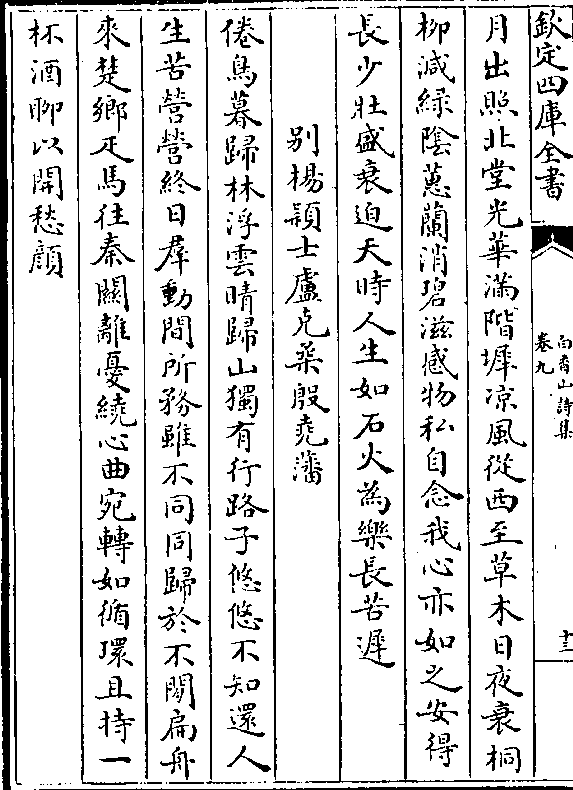 欽定四庫全書
白香山詩集
卷九
十三
月出照北堂光華滿階墀凉風從西至草木日夜衰桐
柳減綠陰蕙蘭消碧滋感物私自念我心亦如之安得
長少壯盛衰迫天時人生如石火為樂長苦遲
别楊頴士盧克柔殷堯藩
倦鳥暮歸林浮雲晴歸山獨有行路子悠悠不知還人
生苦營營終日羣動間所務雖不同同歸於不閒扁舟
來楚鄉疋馬往秦關離憂繞心曲宛轉如循環且持一
杯酒聊以開愁顔